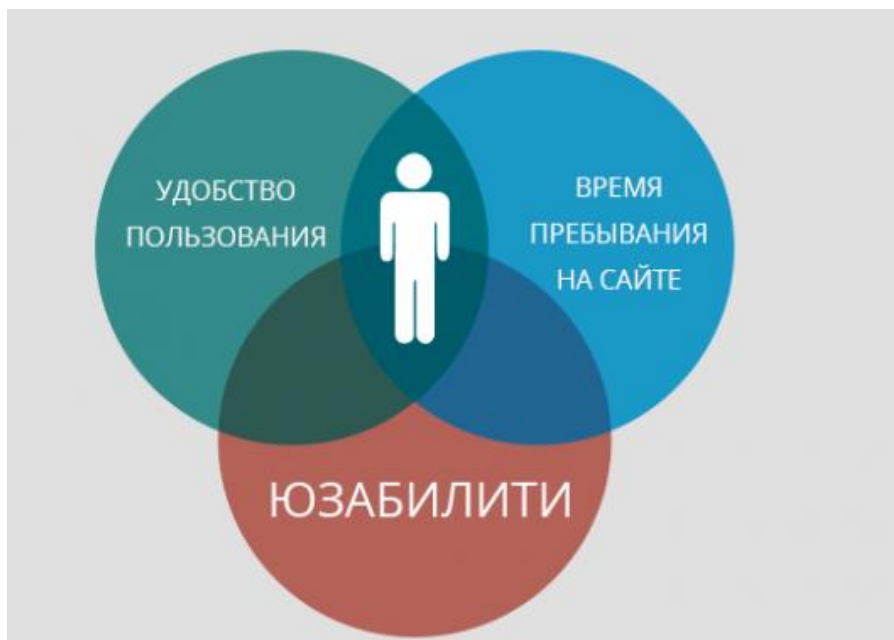 УДОБСТВО
ПОЛЬЗОВАНИЯ
ВРЕМЯ
ПРЕБЫВАНИЯ
НА САЙТЕ
ЮЗАБИЛИТИ